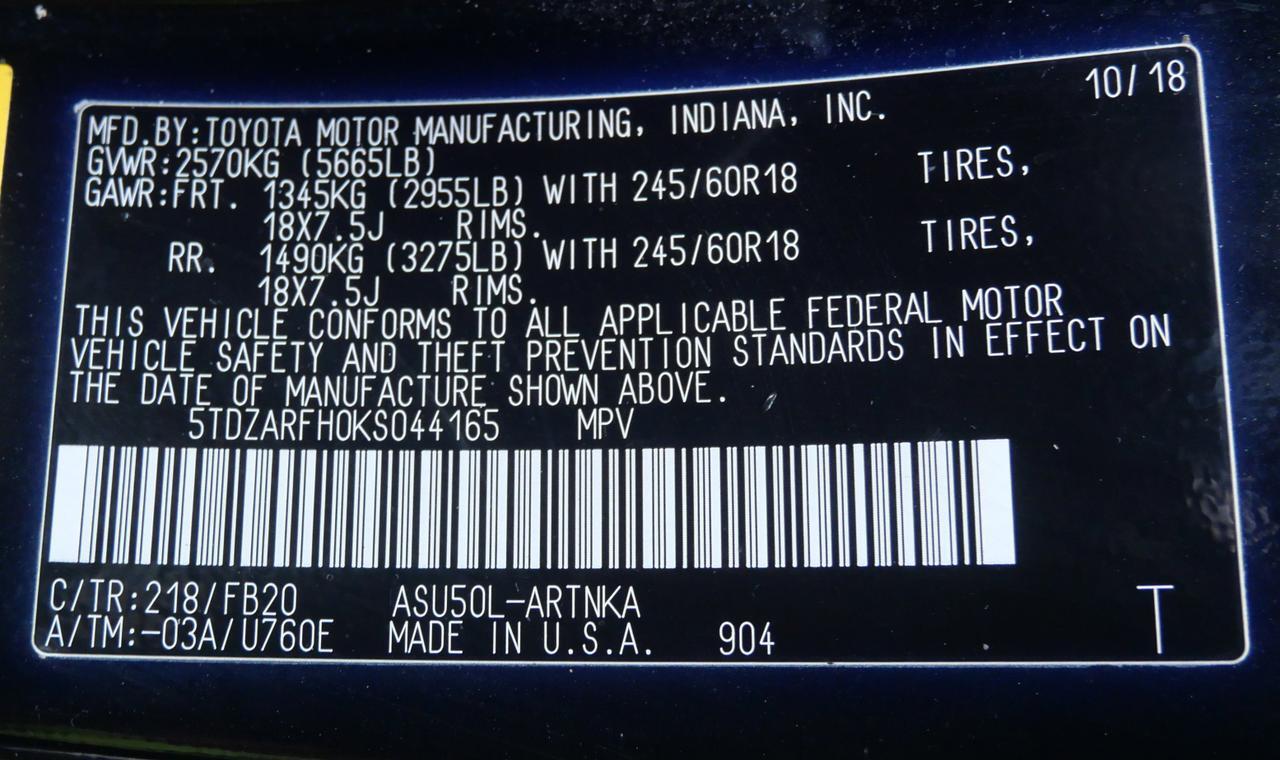 10/18
MFD.BY:TOYOTA MOTOR MANUFACTURING, INDIANA, INC.
GVWR:2570KG (5665LB)
GAWR:FRT. 1345KG (2955LB) WITH 245/60R18 TIRES,
18X7.5J RIMS.
RR. 1490KG (3275LB) WITH 245/60R18 TIRES,
18X7.5J RIMS.
THIS VEHICLE CONFORMS TO ALL APPLICABLE FEDERAL MOTOR
VEHICLE SAFETY AND THEFT PREVENTION STANDARDS IN EFFECT ON
THE DATE OF MANUFACTURE SHOWN ABOVE.
5TDZARFH0KS044165 MPV
C/TR:218/FB20 ASU50L-ARTNKA
A/TM:-03A/U760E MADE IN U.S.A. 904
T